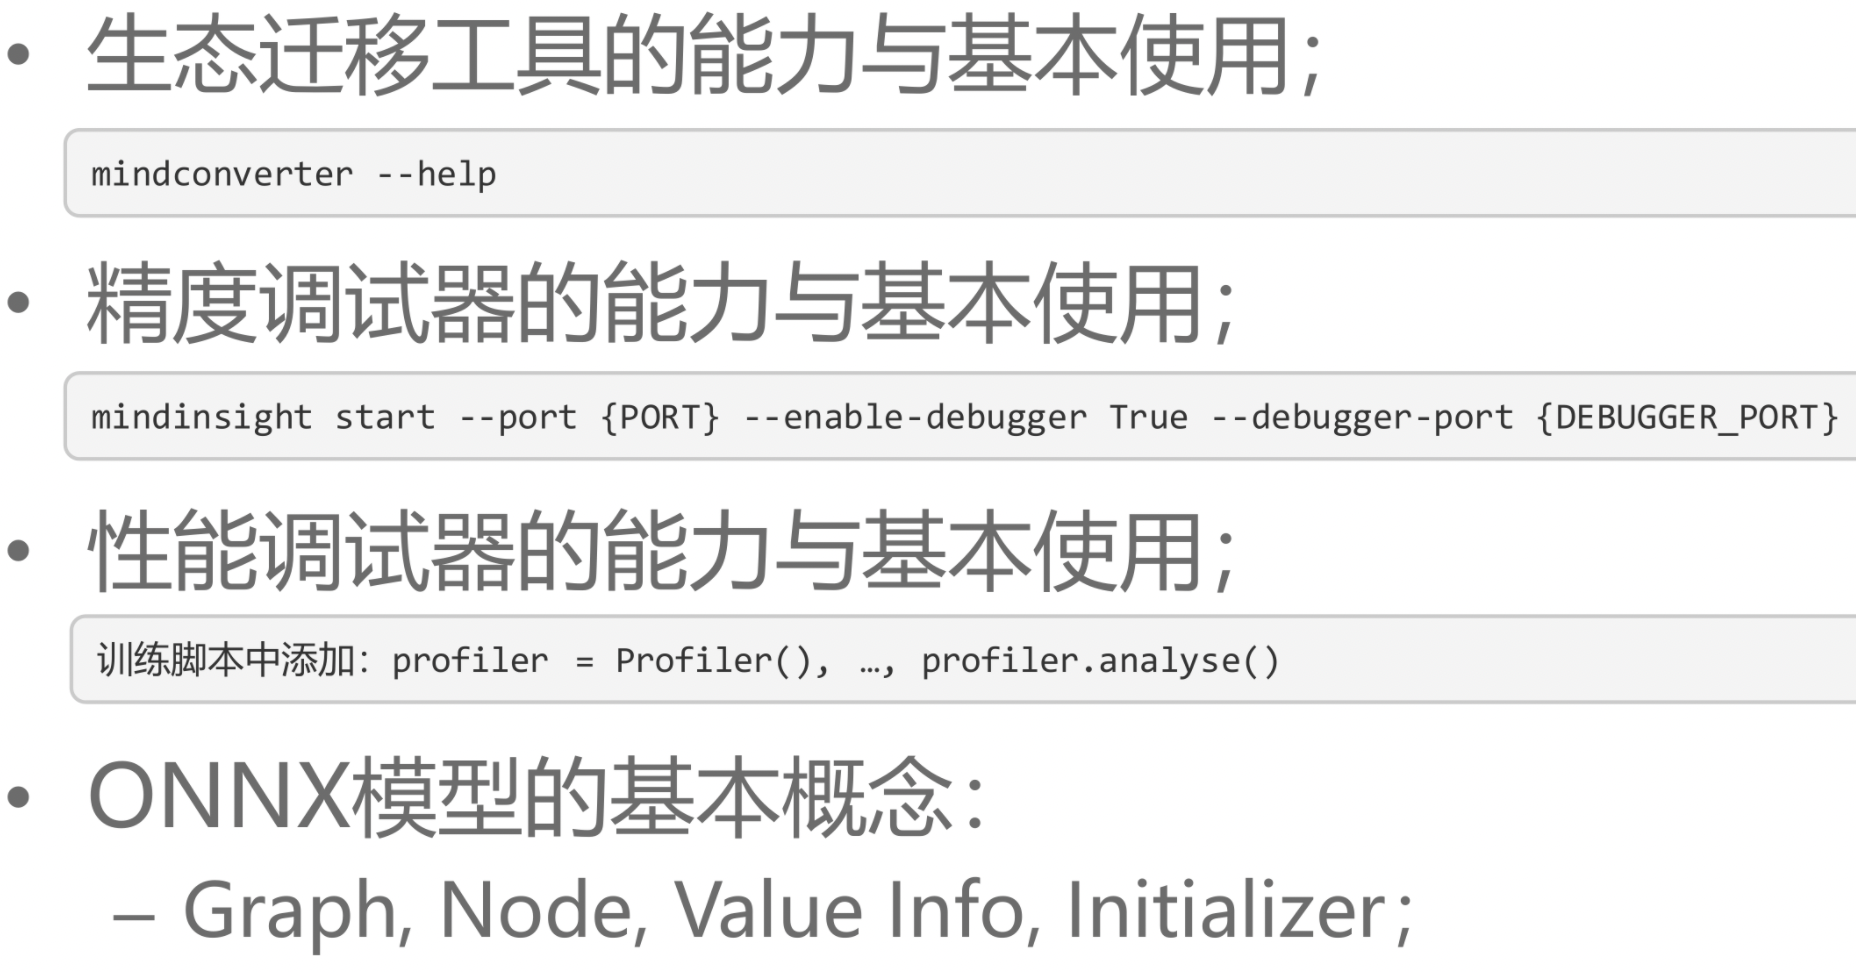 • 生态迁移工具的能力与基本使用；
mindconverter --help
• 精度调试器的能力与基本使用；
mindinsight start --port {PORT} --enable-debugger True --debugger-port {DEBUGGER_PORT}
• 性能调试器的能力与基本使用；
训练脚本中添加：profiler = Profiler(), …, profiler.analyse()
• ONNX模型的基本概念：
– Graph, Node, Value Info, Initializer；